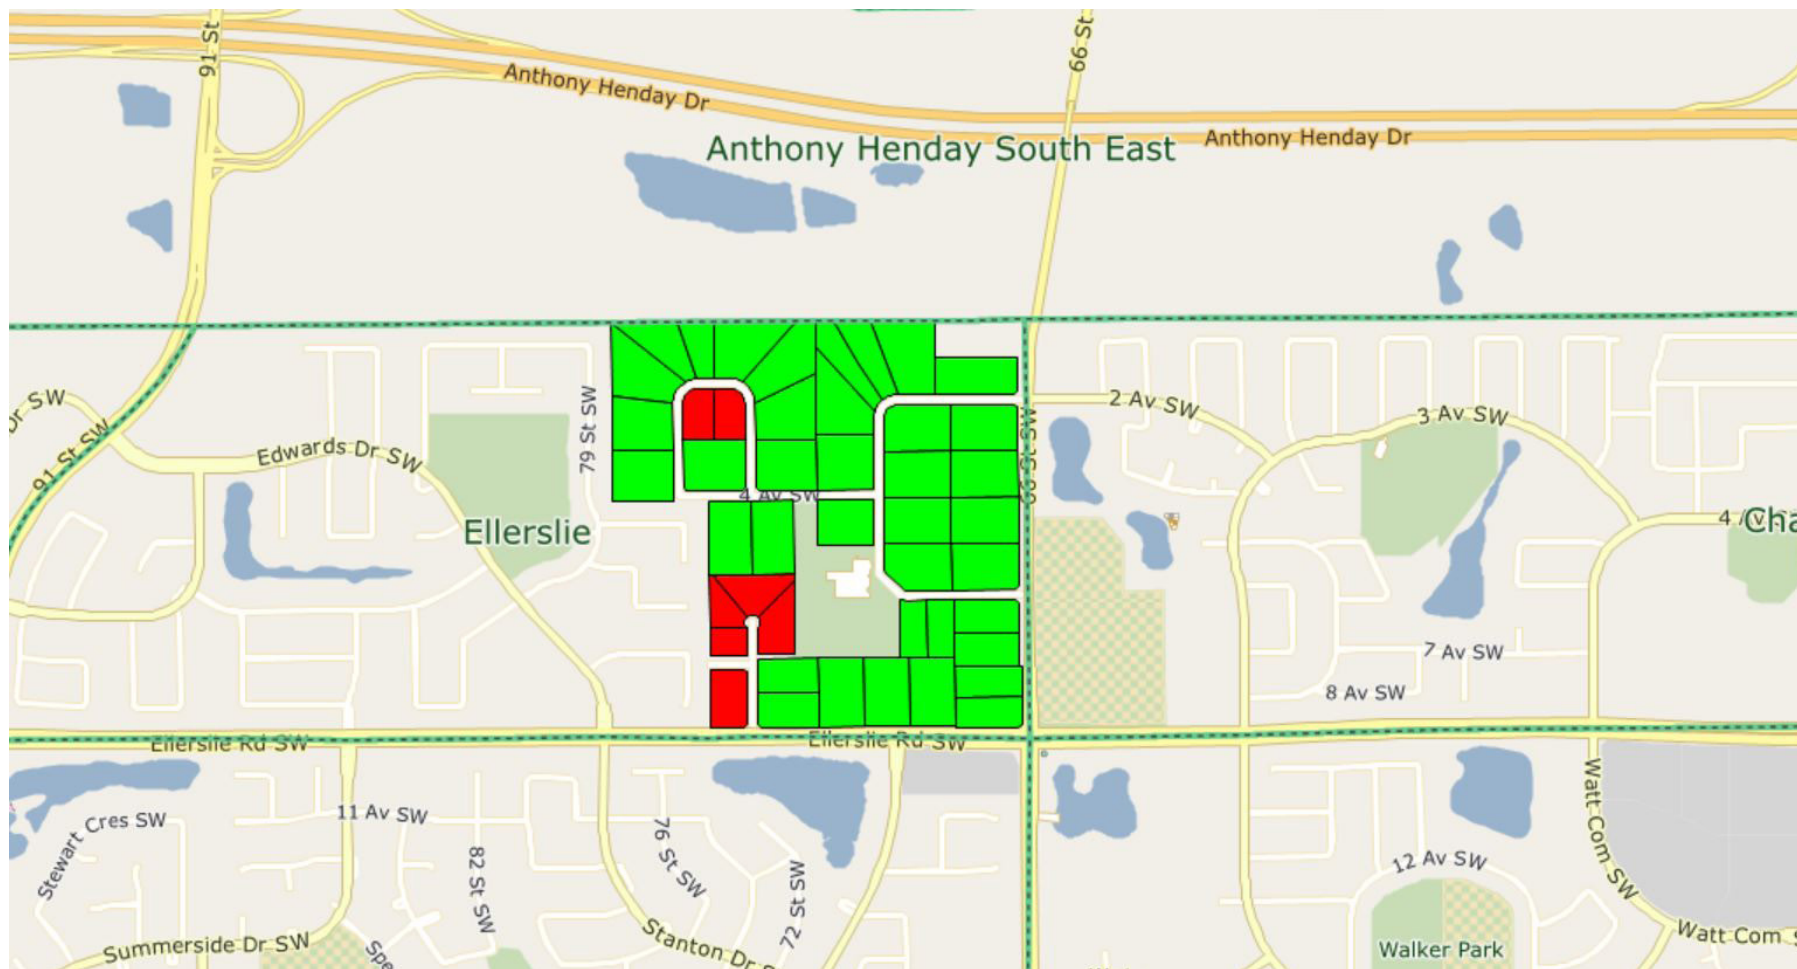 91 St
66 St
Anthony Henday Dr
Anthony Henday South East
Anthony Henday Dr
79 St SW
Dr SW
91 St SW
Edwards Dr SW
2 Av SW
3 Av SW
66 St SW
4 Av SW
Ellerslie
4 Av S
Cha
7 Av SW
8 Av SW
Ellerslie Rd SW
Ellerslie Rd SW
Stewart Cres SW
11 Av SW
82 St SW
76 St SW
72 St SW
12 Av SW
Watt Com SW
Summerside Dr SW
Spe
Stanton Dr S
Walker Park
Watt Com S